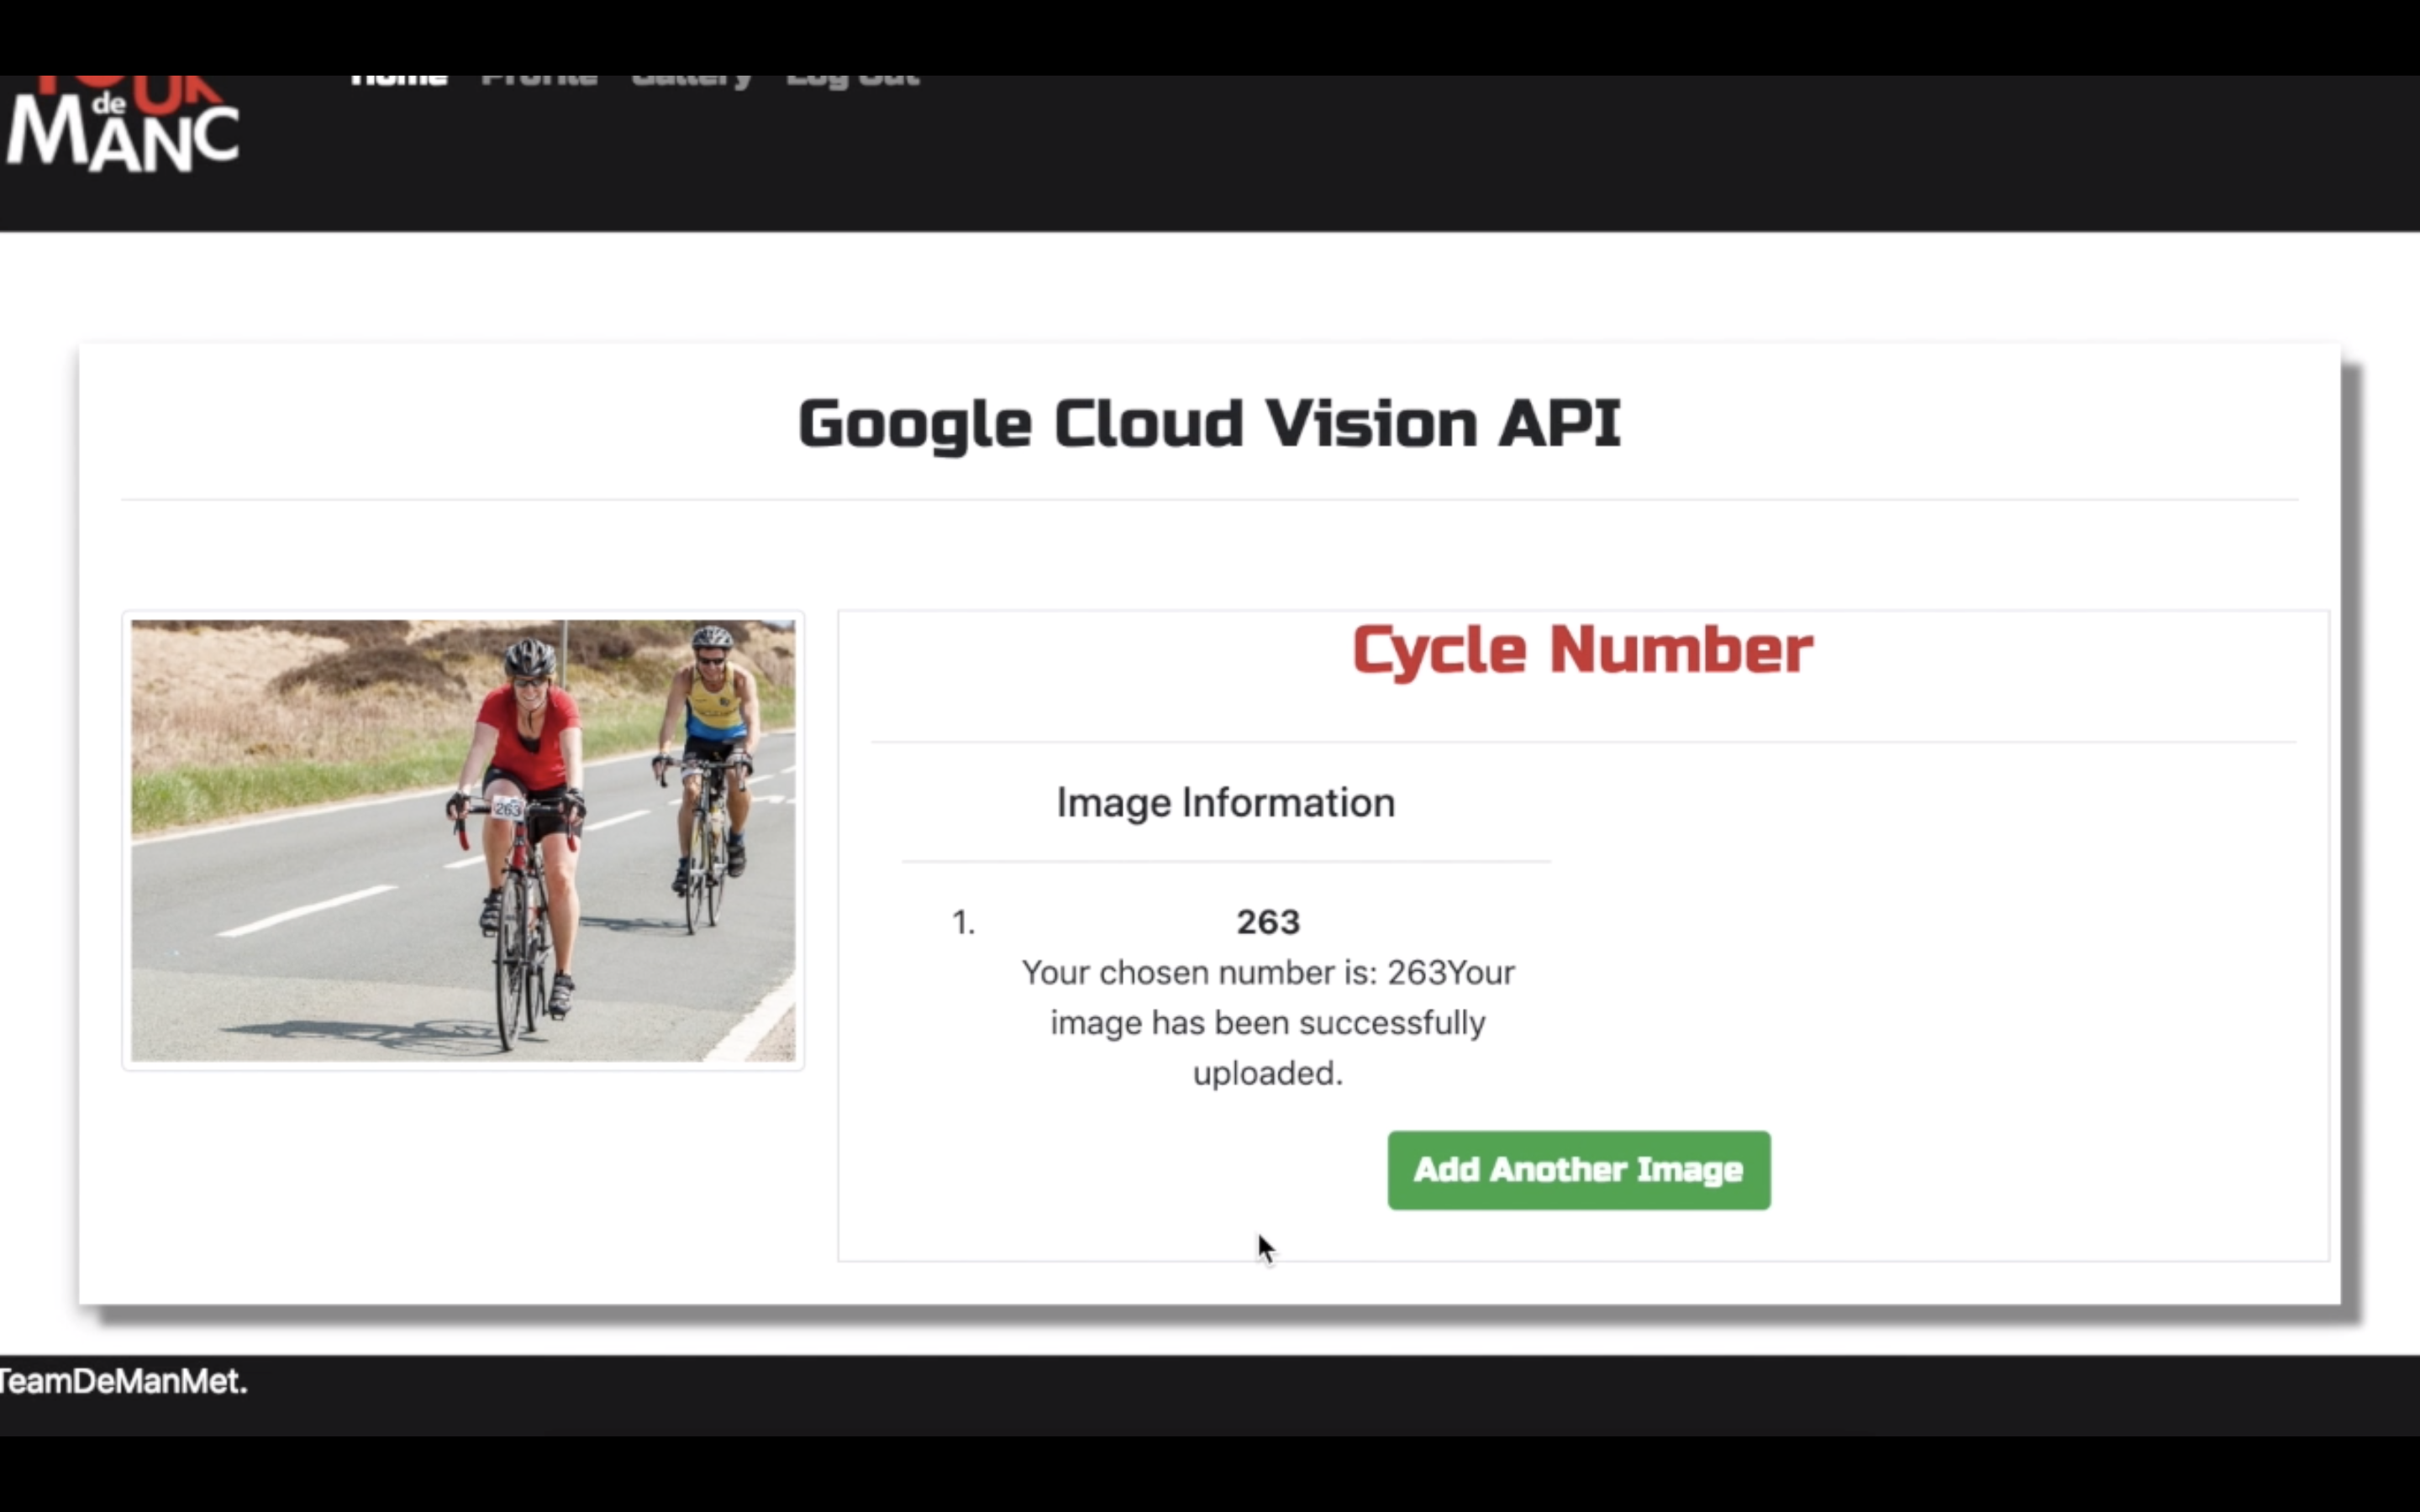 TOUR
de
MANC
Home Profile Gallery Log Out
Google Cloud Vision API
263
Cycle Number
Image Information
1. 263
Your chosen number is: 263Your
image has been successfully
uploaded.
Add Another Image
TeamDeManMet.